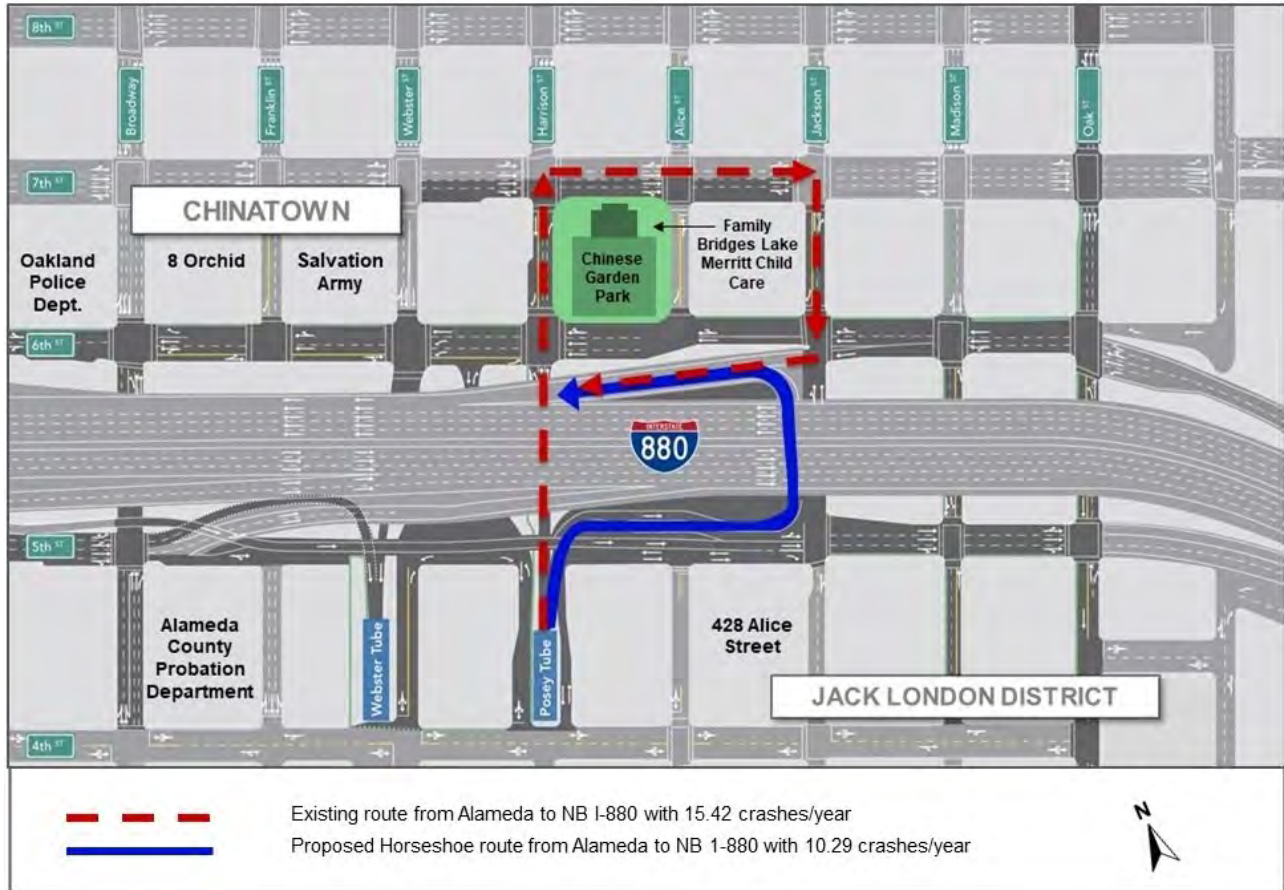 8th ST
Broadway
Franklin ST
Webster ST
Harrison ST
Alice ST
Jackson ST
Madison ST
Oak ST
7th ST
CHINATOWN
Oakland
Police
Dept.
8 Orchid
Salvation
Army
Chinese
Garden
Park
Family
Bridges Lake
Merritt Child
Care
6th ST
INTERSTATE
880
5th ST
Alameda
County
Probation
Department
Webster Tube
Posey Tube
428 Alice
Street
JACK LONDON DISTRICT
4th ST
Existing route from Alameda to NB I-880 with 15.42 crashes/year
Proposed Horseshoe route from Alameda to NB 1-880 with 10.29 crashes/year
N